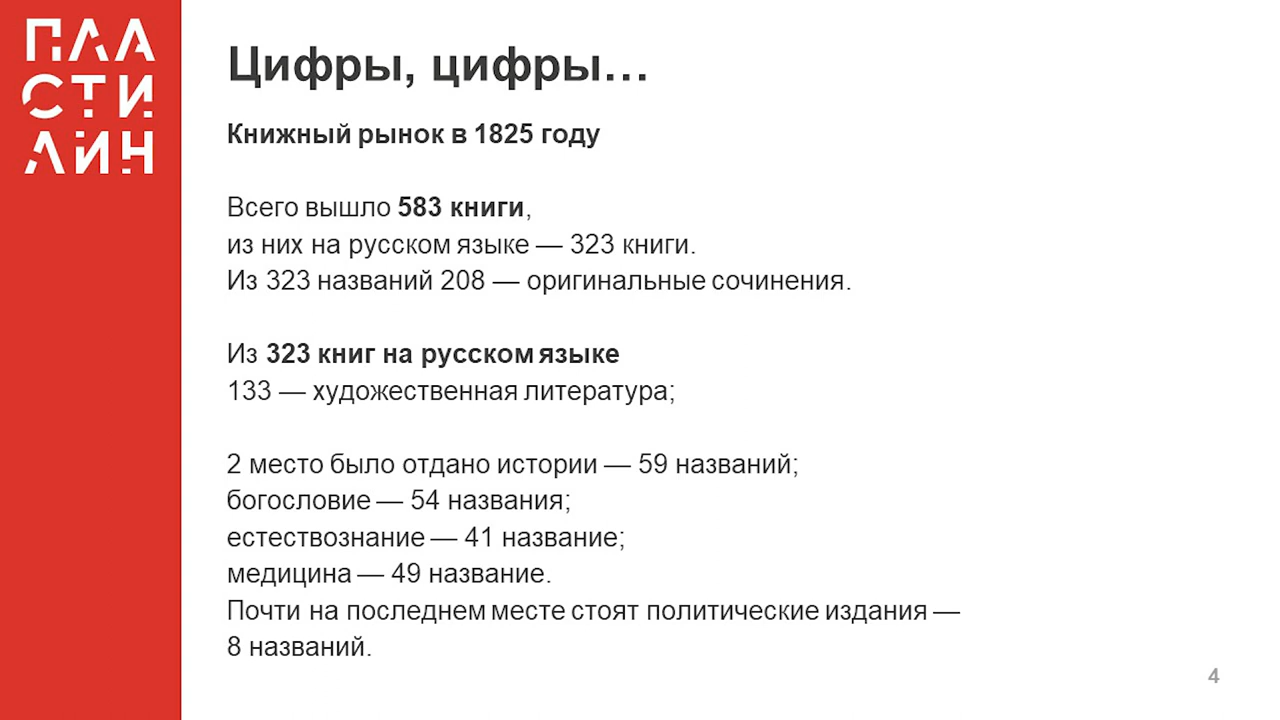 ПЛА
СТИ
ЛИН
Цифры, цифры…
Книжный рынок в 1825 году
Всего вышло 583 книги,
из них на русском языке — 323 книги.
Из 323 названий 208 — оригинальные сочинения.
Из 323 книг на русском языке
133 — художественная литература;
2 место было отдано истории — 59 названий;
богословие — 54 названия;
естествознание — 41 название;
медицина — 49 название.
Почти на последнем месте стоят политические издания —
8 названий.
4